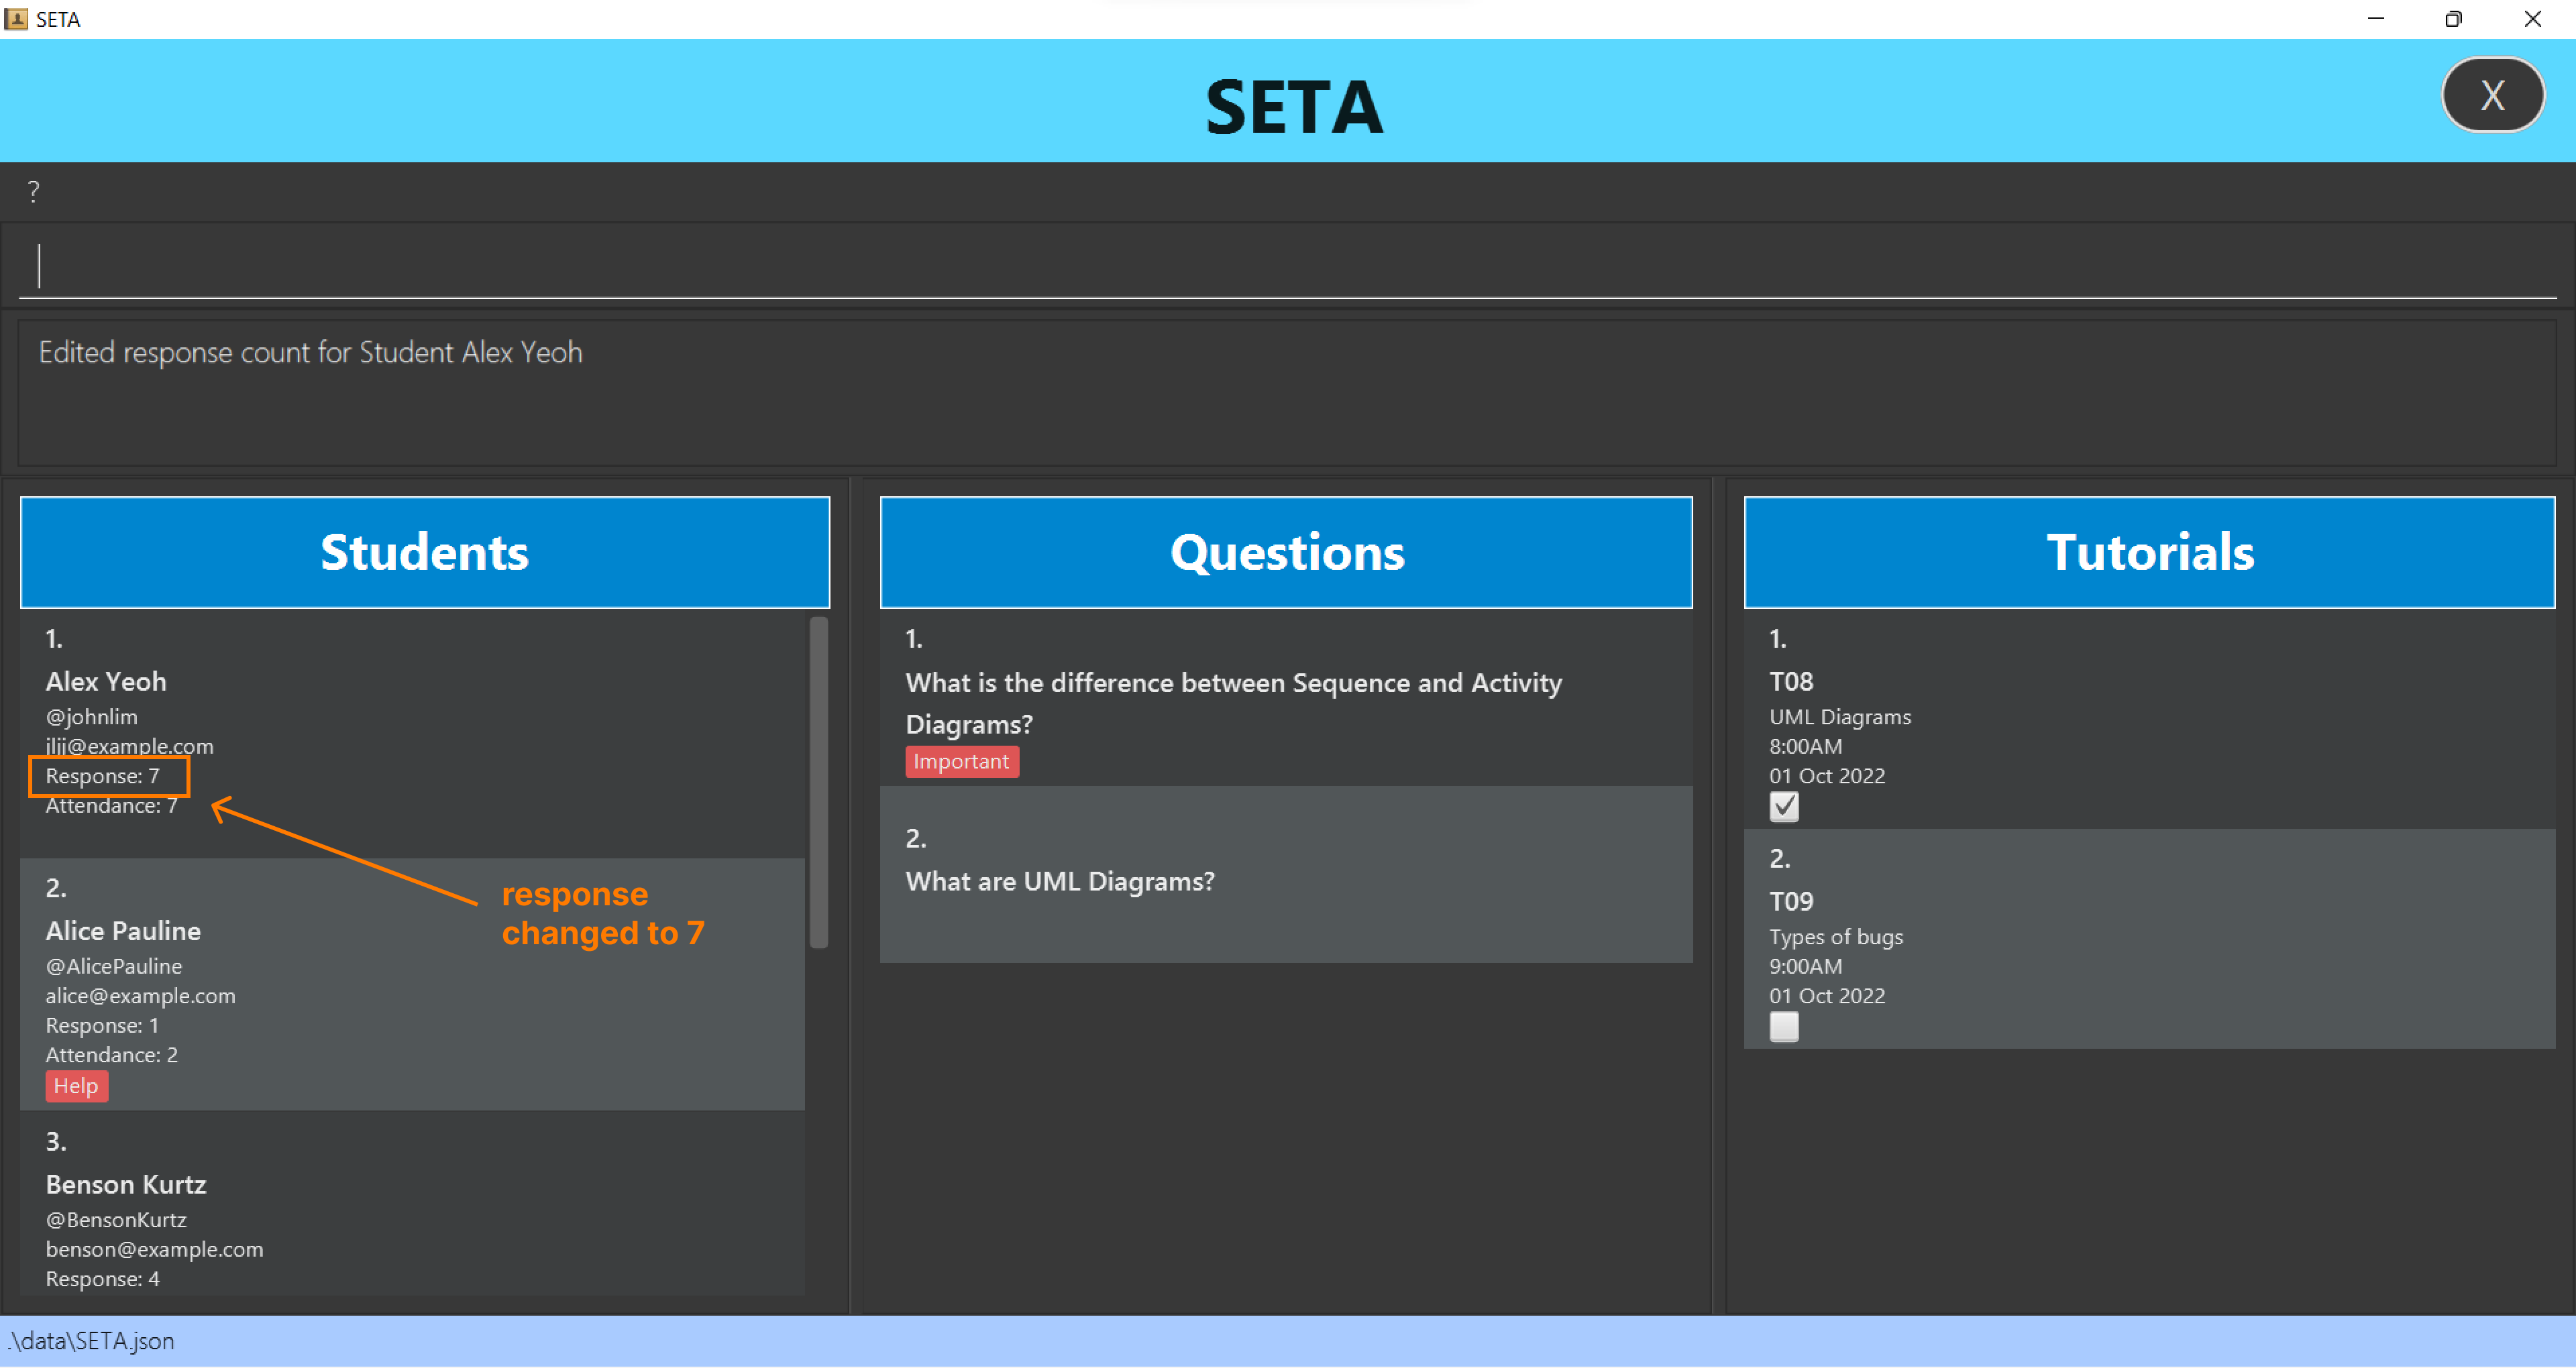 SETA
SETA
X
?
Edited response count for Student Alex Yeoh
Students
1.
Alex Yeoh
@johnlim
jljj@example.com
Response: 7
Attendance: 7
response
changed to 7
2.
Alice Pauline
@AlicePauline
alice@example.com
Response: 1
Attendance: 2
Help
3.
Benson Kurtz
@BensonKurtz
benson@example.com
Response: 4
Questions
1.
What is the difference between Sequence and Activity
Diagrams?
Important
2.
What are UML Diagrams?
Tutorials
1.
T08
UML Diagrams
8:00AM
01 Oct 2022
2.
T09
Types of bugs
9:00AM
01 Oct 2022
.\data\SETA.json